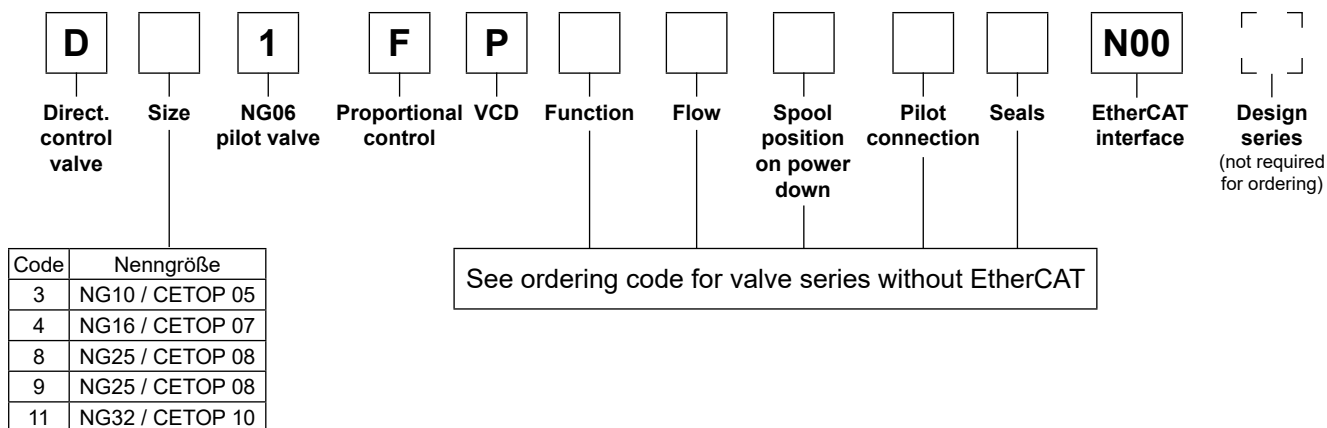 D 1 F P N00
Direct. control valve
Size
NG06 pilot valve
Proportional control
VCD
Function
Flow
Spool position on power down
Pilot connection
Seals
EtherCAT interface
Design series (not required for ordering)
Code Nenngröße
3 NG10 / CETOP 05
4 NG16 / CETOP 07
8 NG25 / CETOP 08
9 NG25 / CETOP 08
11 NG32 / CETOP 10
See ordering code for valve series without EtherCAT